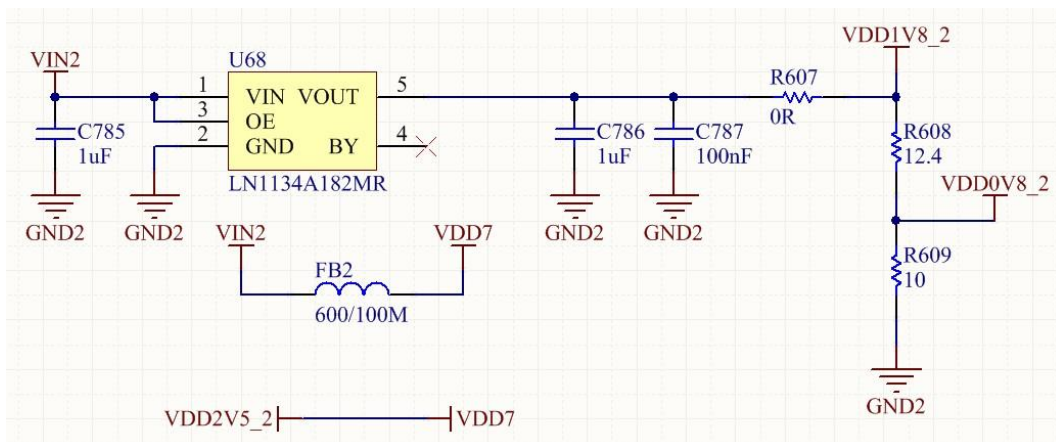 VDD1V8_2
VIN2
U68
R607
1
VIN
VOUT
5
3
OE
0R
C785
1uF
2
GND
BY
4
C786
1uF
C787
100nF
R608
12.4
LN1134A182MR
VDD0V8_2
GND2
GND2
VIN2
VDD7
GND2
GND2
R609
10
FB2
600/100M
GND2
VDD2V5_2
VDD7